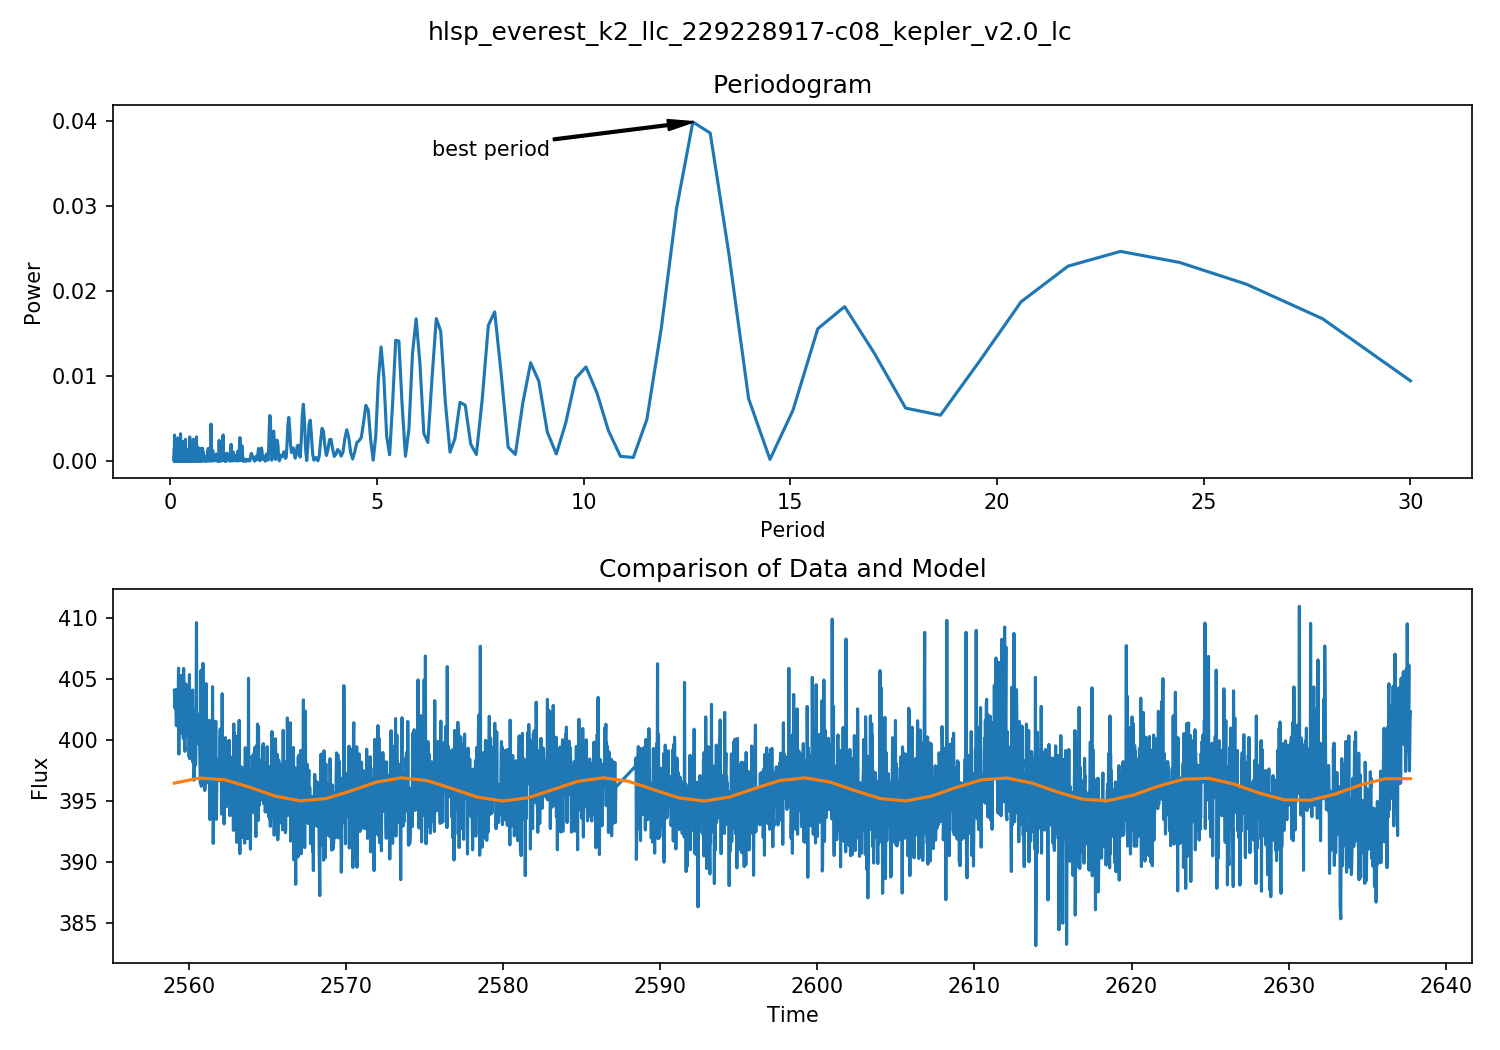 hlsp_everest_k2_llc_229228917-c08_kepler_v2.0_lc
Periodogram
0.04
0.03
0.02
0.01
0.00
Power
best period
0 5 10 15 20 25 30
Period
Comparison of Data and Model
410
405
400
395
390
385
Flux
2560 2570 2580 2590 2600 2610 2620 2630 2640
Time